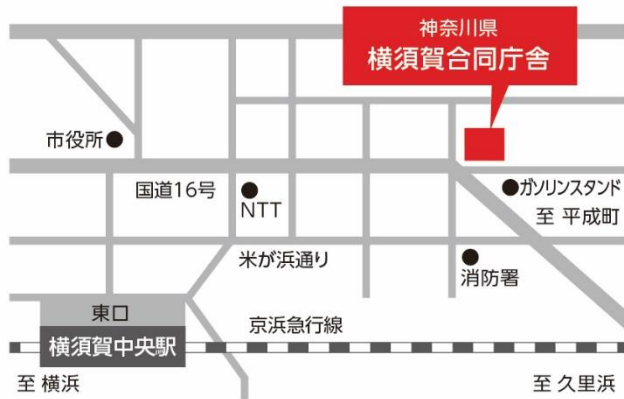 神奈川県
横須賀合同庁舎
市役所
国道16号
NTT
ガソリンスタンド
至 平成町
米が浜通り
消防署
東口
京浜急行線
横須賀中央駅
至 横浜
至 久里浜